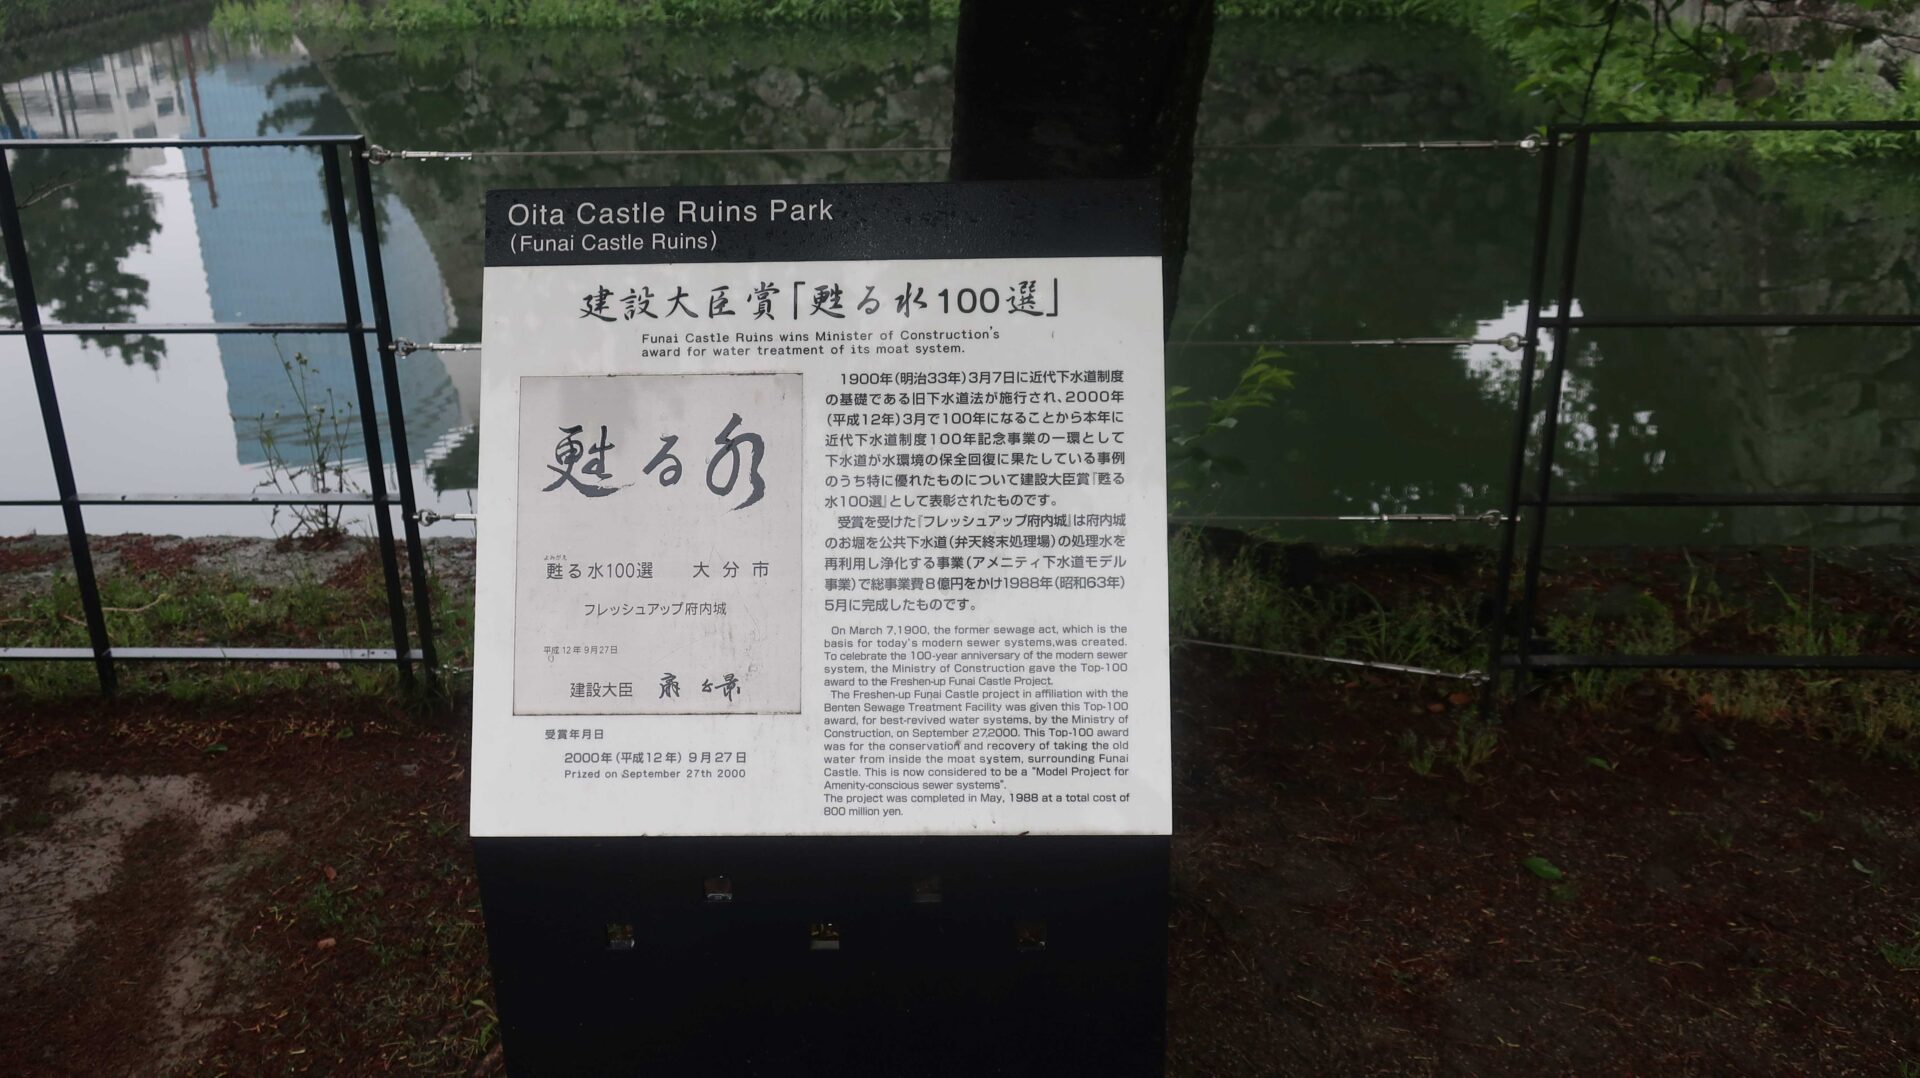 Oita Castle Ruins Park
(Funai Castle Ruins)
建設大臣賞「甦る水100選」
Funai Castle Ruins wins Minister of Construction's
award for water treatment of its moat system.
甦る水
よみがえ
甦る水100選 大分市
フレッシュアップ府内城
平成12年9月27日
建設大臣
受賞年月日
2000年(平成12年)9月27日
Prized on September 27th 2000
1900年(明治33年)3月7日に近代下水道制度
の基礎である旧下水道法が施行され、2000年
(平成12年)3月で100年になることから本年に
近代下水道制度100年記念事業の一環として
下水道が水環境の保全回復に果たしている事例
のうち特に優れたものについて建設大臣賞『甦る
水100選』として表彰されたものです。
受賞を受けた『フレッシュアップ府内城』は府内城
のお堀を公共下水道(弁天終末処理場)の処理水を
再利用し浄化する事業(アメニティ下水道モデル
事業)で総事業費8億円をかけ1988年(昭和63年)
5月に完成したものです。
On March 7,1900, the former sewage act, which is the
basis for today's modern sewer systems,was created.
To celebrate the 100-year anniversary of the modern sewer
system, the Ministry of Construction gave the Top-100
award to the Freshen-up Funai Castle Project.
The Freshen-up Funai Castle project in affiliation with the
Benten Sewage Treatment Facility was given this Top-100
award, for best-revived water systems, by the Ministry of
Construction, on September 27,2000. This Top-100 award
was for the conservation and recovery of taking the old
water from inside the moat system, surrounding Funai
Castle. This is now considered to be a "Model Project for
Amenity-conscious sewer systems".
The project was completed in May, 1988 at a total cost of
800 million yen.